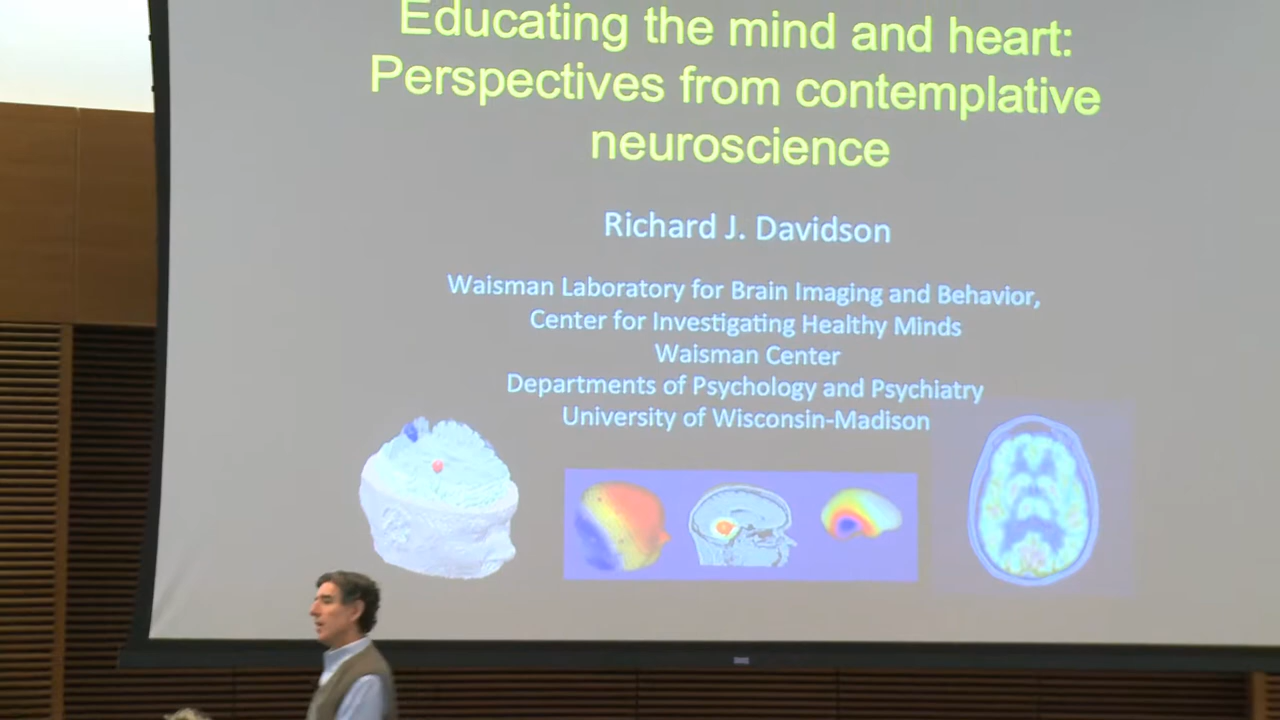 Educating the mind and heart:
Perspectives from contemplative
neuroscience
Richard J. Davidson
Waisman Laboratory for Brain Imaging and Behavior,
Center for Investigating Healthy Minds
Waisman Center
Departments of Psychology and Psychiatry
University of Wisconsin-Madison